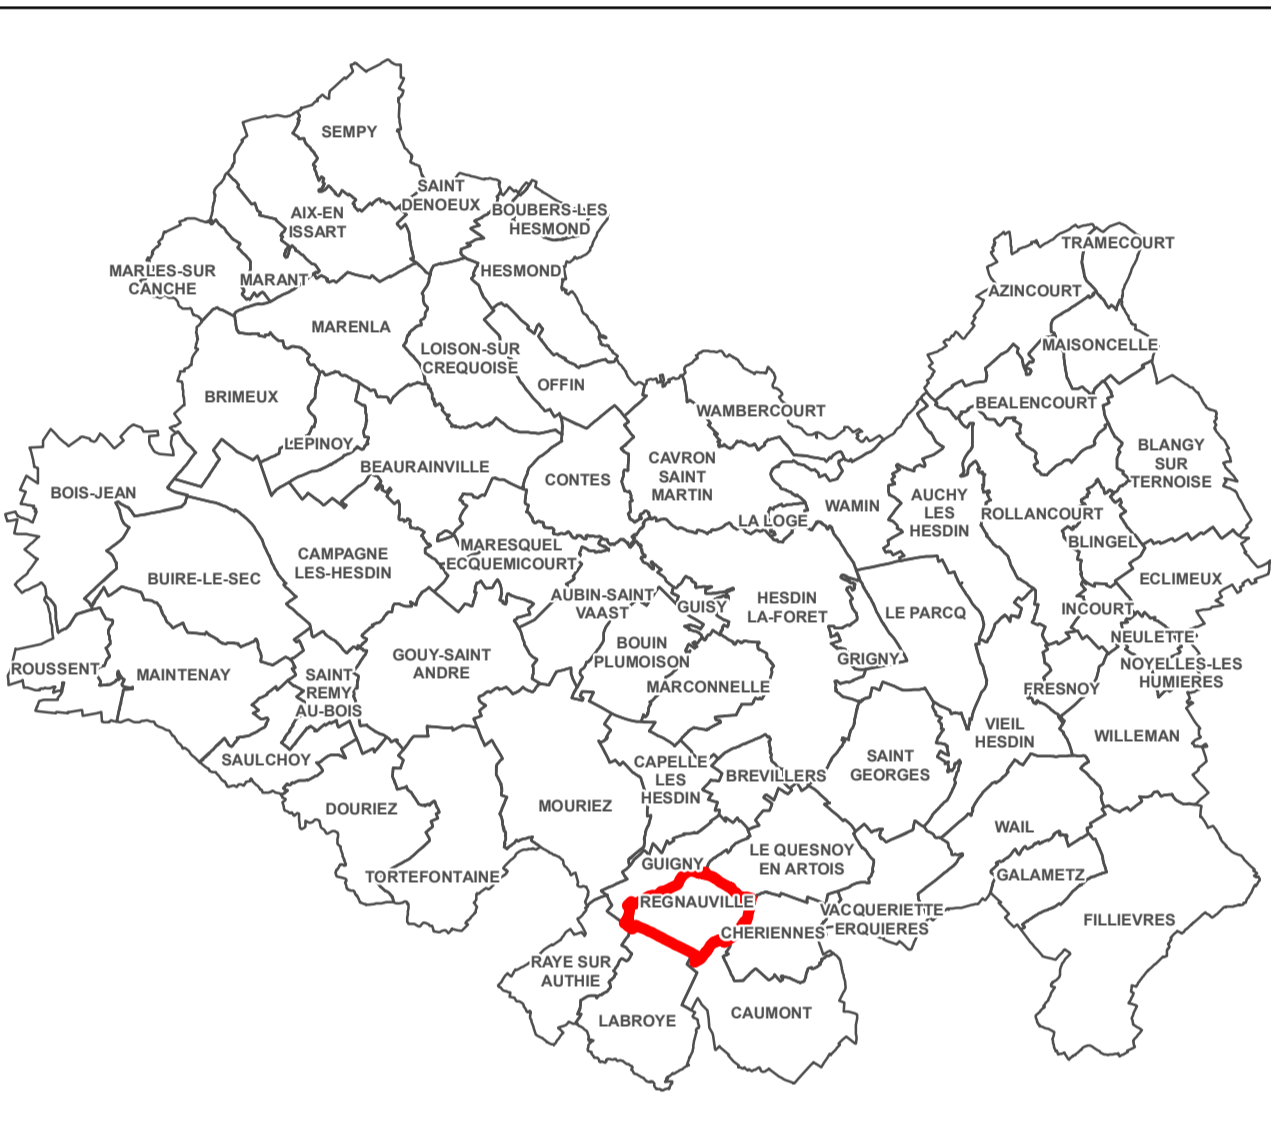 SEMPY
SAINT
DENOEUX
BOUBERS-LES
HESMOND
AIX-EN
ISSART
TRAMECOURT
MARLES-SUR
CANCHE
MARANT
HESMOND
AZINCOURT
MARENLA
LOISON-SUR
CREQUOISE
MAISONCELLE
OFFIN
BRIMEUX
WAMBERCOURT
BEALENCOURT
LEPINOY
BEAURAINVILLE
CONTES
CAVRON
SAINT
MARTIN
BLANGY
SUR
TERNOISE
BOIS-JEAN
WAMIN
AUCHY
LES
HESDIN
LA LOGE
ROLLANCOURT
BLINGEL
CAMPAGNE
LES-HESDIN
MARESQUEL
ECQUEMICOURT
BUIRE-LE-SEC
ECLIMEUX
AUBIN-SAINT
VAAST
GUISY
HESDIN
LA-FORET
LE PARCQ
INCOURT
NEULETTE
BOUIN
PLUMOISON
GRIGNY
NOYELLES-LES
HUMIERES
ROUSSENT
MAINTENAY
SAINT
REMY
AU-BOIS
GOUY-SAINT
ANDRE
MARCONNELLE
FRESNOY
VIEIL
HESDIN
WILLEMAN
SAULCHOY
CAPELLE
LES
HESDIN
BREVILLERS
SAINT
GEORGES
DOURIEZ
MOURIEZ
WAIL
GUIGNY
LE QUESNOY
EN ARTOIS
TORTEFONTAINE
GALAMETZ
REGNAUVILLE
VACQUERIETTE
ERQUIERES
FILLIEVRES
CHERIENNES
RAYE SUR
AUTHIE
LABROYE
CAUMONT